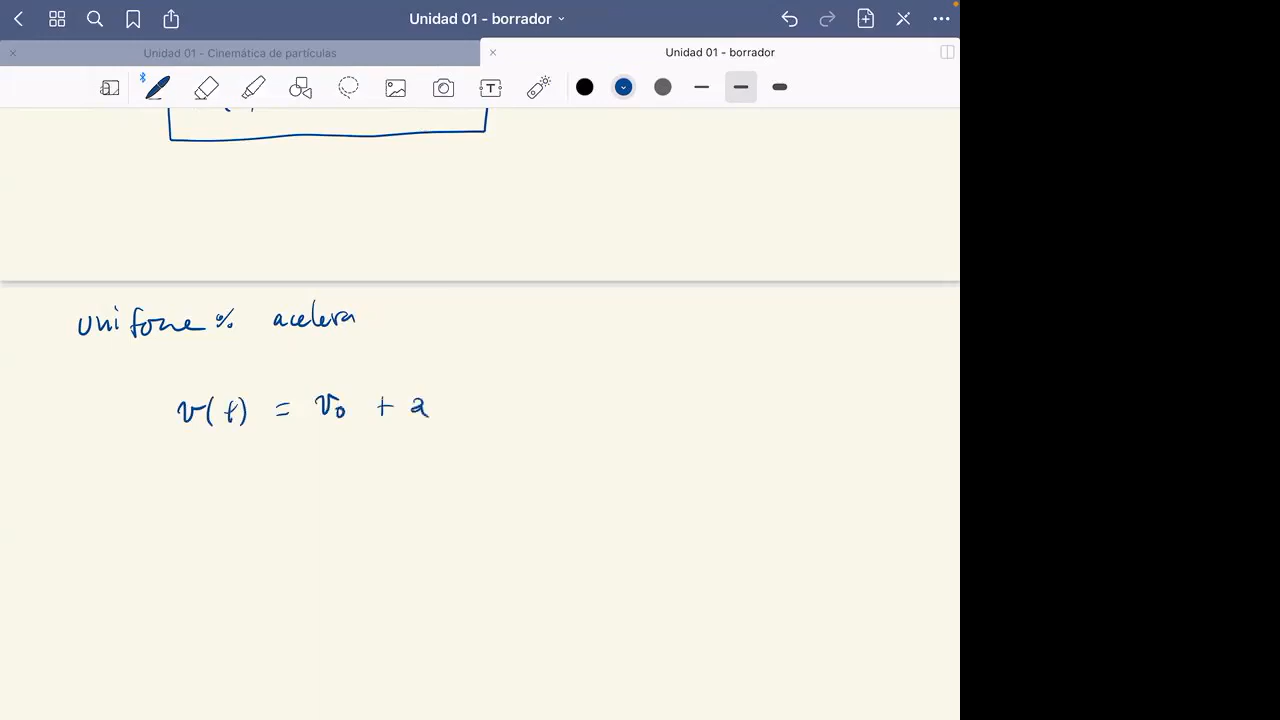 Unidad 01 - borrador
Unidad 01 - Cinemática de partículas
Unidad 01 - borrador
uniforme % acelera
v(t) = v₀ + a